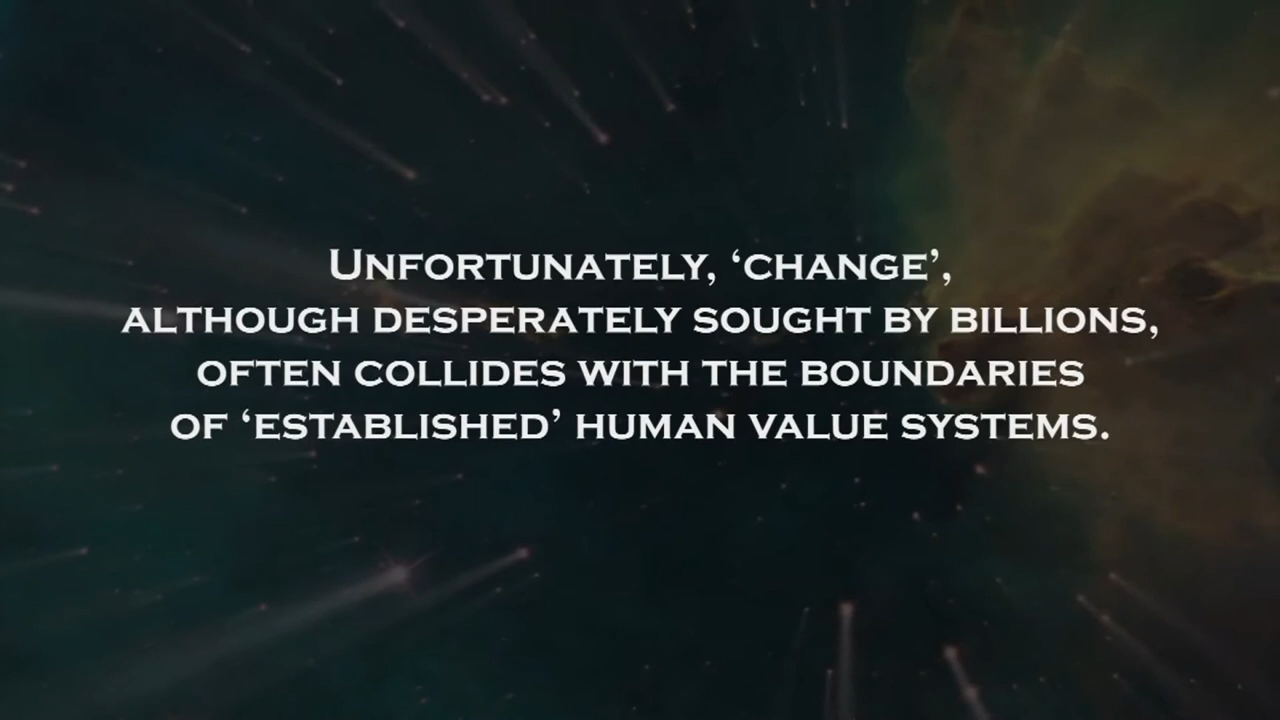 Unfortunately, ‘change’,
although desperately sought by billions,
often collides with the boundaries
of ‘established’ human value systems.